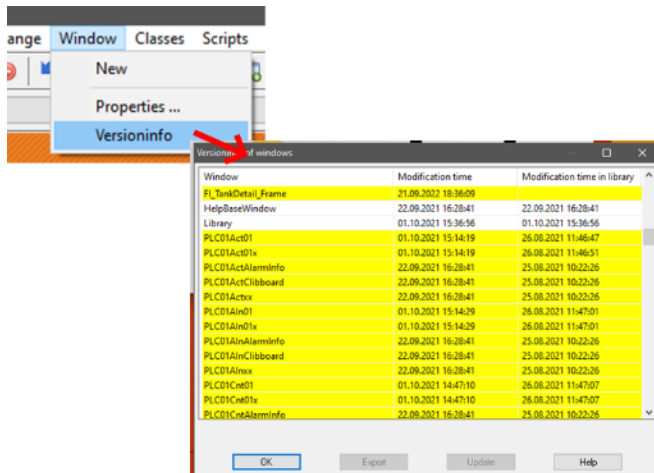 ange Window Classes Scripts
New
Properties ...
Versioninfo
Versioninfo of windows
Window Modification time Modification time in library
FI_TankDetail_Frame 21.09.2022 18:36:09
HelpBaseWindow 22.09.2021 16:28:41 22.09.2021 16:28:41
Library 01.10.2021 15:36:56 01.10.2021 15:36:56
PLC01Act01 01.10.2021 15:14:19 26.08.2021 11:46:47
PLC01Act01x 01.10.2021 15:14:19 26.08.2021 11:46:51
PLC01ActAlarmInfo 22.09.2021 16:28:41 25.08.2021 10:22:26
PLC01ActClibboard 22.09.2021 16:28:41 25.08.2021 10:22:26
PLC01Actxx 22.09.2021 16:28:41 25.08.2021 10:22:26
PLC01AIn01 01.10.2021 15:14:29 26.08.2021 11:47:01
PLC01AIn01x 01.10.2021 15:14:29 26.08.2021 11:47:01
PLC01AInAlarmInfo 22.09.2021 16:28:41 25.08.2021 10:22:26
PLC01AInClibboard 22.09.2021 16:28:41 25.08.2021 10:22:26
PLC01AInxx 22.09.2021 16:28:41 25.08.2021 10:22:26
PLC01Cnt01 01.10.2021 14:47:10 26.08.2021 11:47:07
PLC01Cnt01x 01.10.2021 14:47:10 26.08.2021 11:47:07
PLC01CntAlarmInfo 22.09.2021 16:28:41 25.08.2021 10:22:26
OK Export Update Help